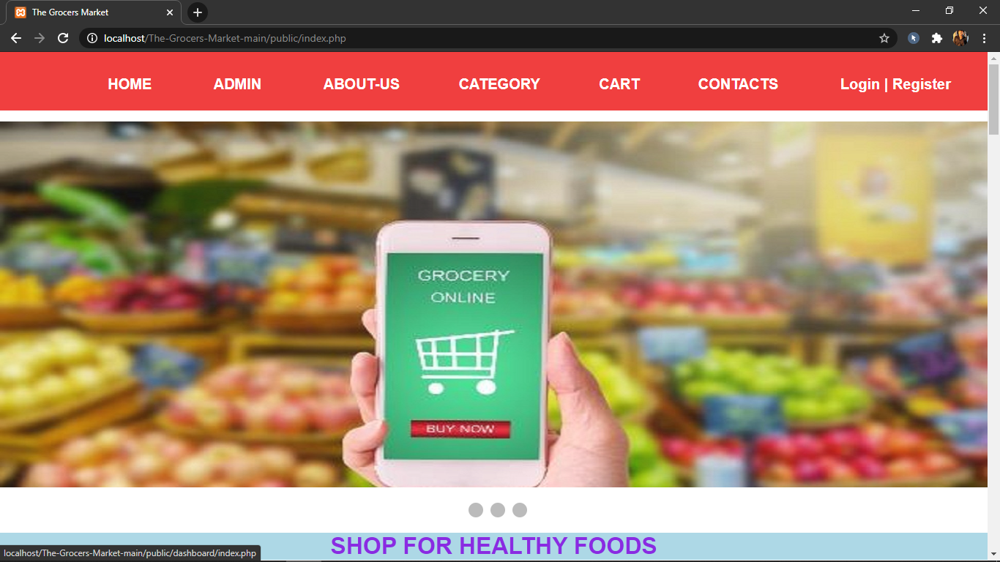 The Grocers Market
localhost/The-Grocers-Market-main/public/index.php
HOME ADMIN ABOUT-US CATEGORY CART CONTACTS Login | Register
GROCERY
ONLINE
BUY NOW
SHOP FOR HEALTHY FOODS
localhost/The-Grocers-Market-main/public/dashboard/index.php